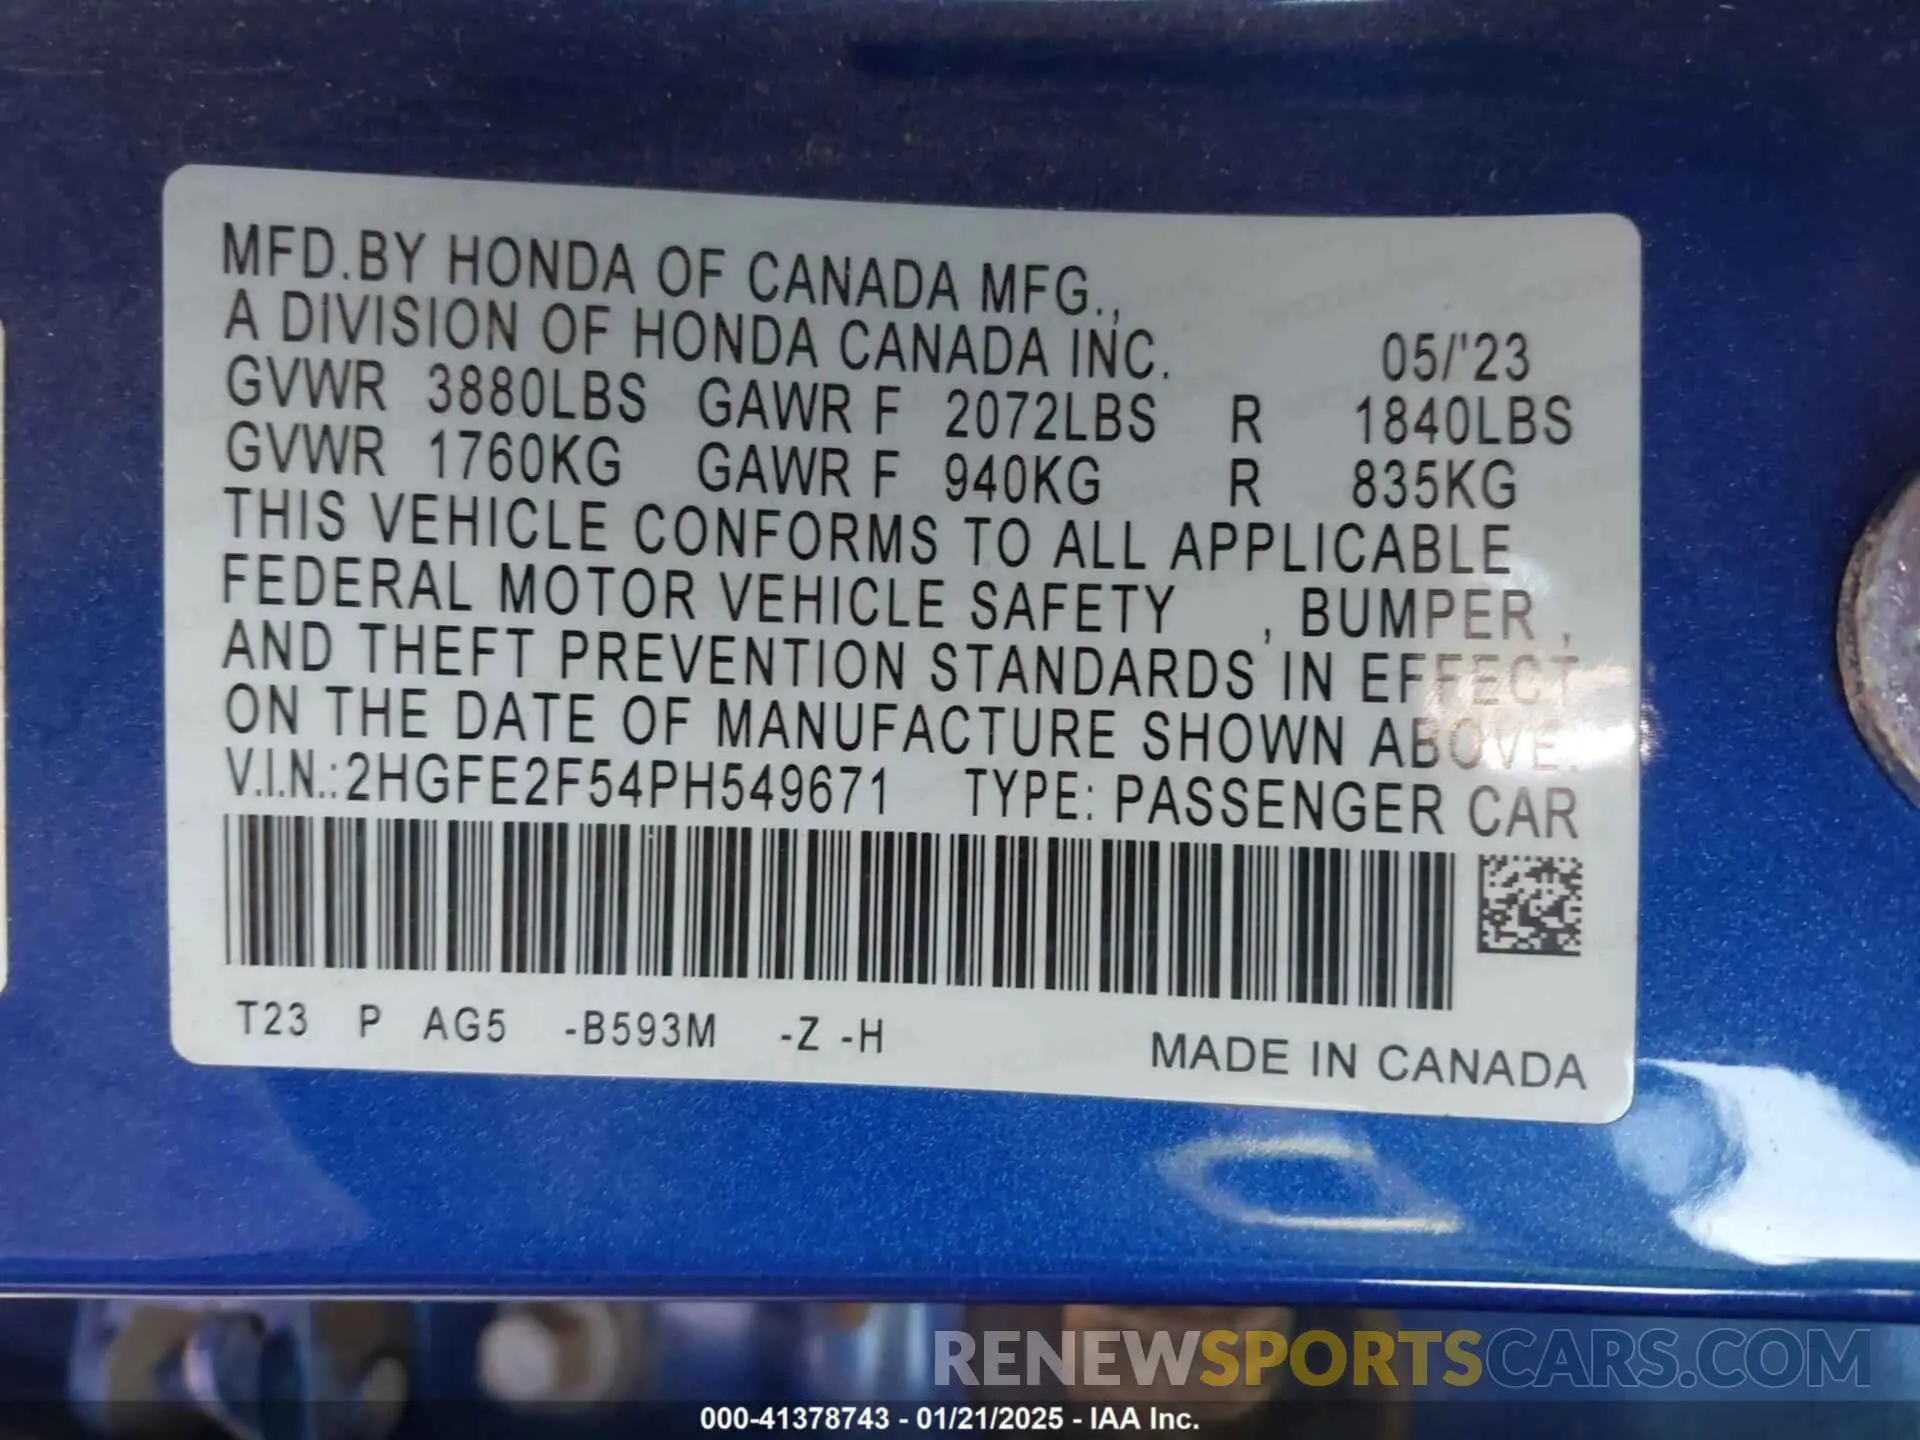 MFD.BY HONDA OF CANADA MFG.,
A DIVISION OF HONDA CANADA INC. 05/'23
GVWR 3880LBS GAWR F 2072LBS R 1840LBS
GVWR 1760KG GAWR F 940KG R 835KG
THIS VEHICLE CONFORMS TO ALL APPLICABLE
FEDERAL MOTOR VEHICLE SAFETY , BUMPER ,
AND THEFT PREVENTION STANDARDS IN EFFECT
ON THE DATE OF MANUFACTURE SHOWN ABOVE.
V.I.N.:2HGFE2F54PH549671 TYPE: PASSENGER CAR
T23 P AG5 -B593M -Z -H
MADE IN CANADA
RENEWSPORTSCARS.COM
000-41378743 - 01/21/2025 - IAA Inc.